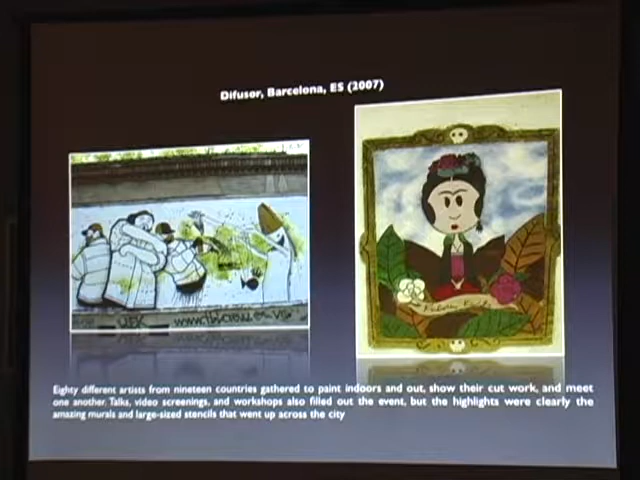 Difusor, Barcelona, ES (2007)
Eighty different artists from nineteen countries gathered to paint indoors and out, show their cut work, and meet
one another. Talks, video screenings, and workshops also filled out the event, but the highlights were clearly the
amazing murals and large-sized stencils that went up across the city